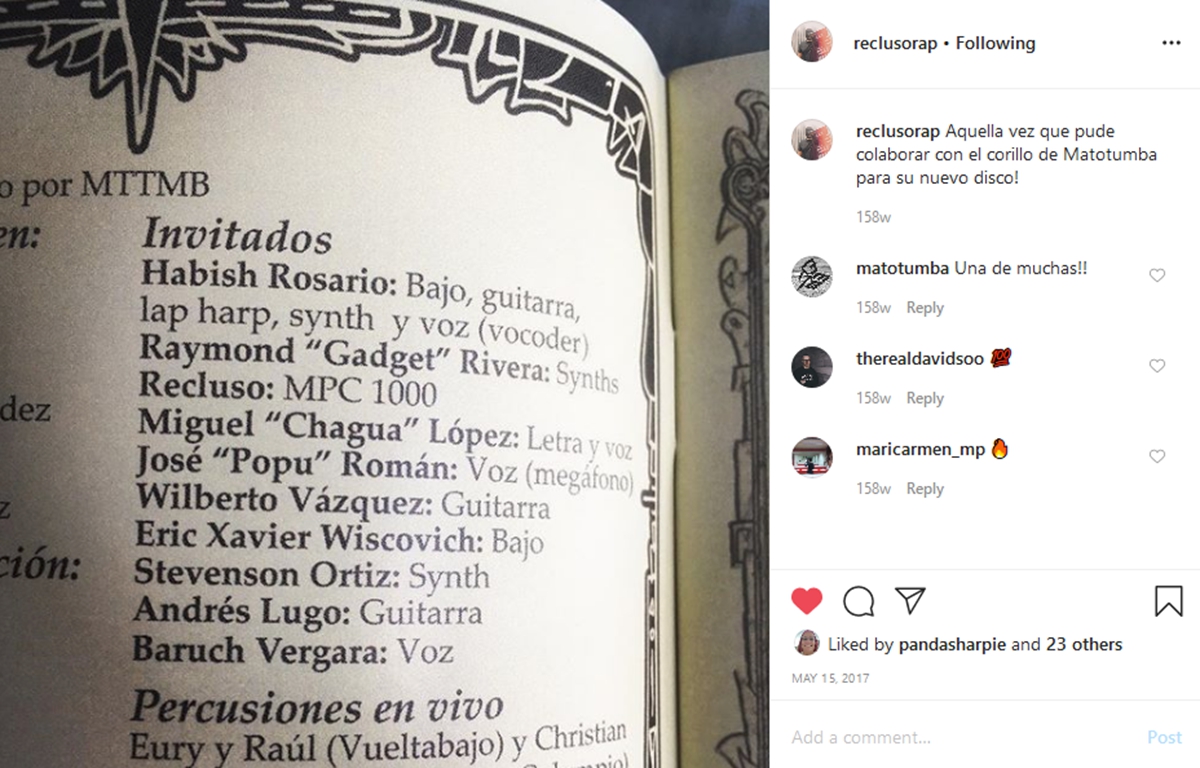 o por MTTMB
en:
Invitados
Habish Rosario: Bajo, guitarra,
lap harp, synth y voz (vocoder)
Raymond “Gadget” Rivera: Synths
Recluso: MPC 1000
dez
Miguel “Chagua” López: Letra y voz
José “Popu” Román: Voz (megáfono)
Wilberto Vázquez: Guitarra
z
Eric Xavier Wiscovich: Bajo
ción:
Stevenson Ortiz: Synth
Andrés Lugo: Guitarra
Baruch Vergara: Voz
Percusiones en vivo
Eury y Raúl (Vueltabajo) y Christian
reclusorap • Following
reclusorap Aquella vez que pude
colaborar con el corillo de Matotumba
para su nuevo disco!
158w
matotumba Una de muchas!!
158w Reply
therealdavidsoo 💯
158w Reply
maricarmen_mp 🔥
158w Reply
Liked by pandasharpie and 23 others
MAY 15, 2017
Add a comment... Post